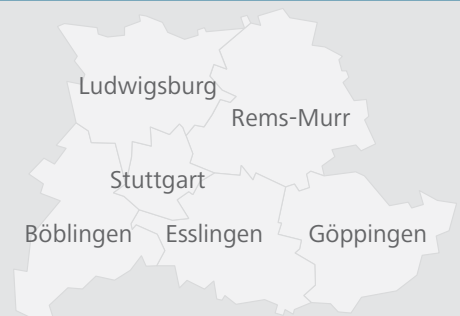 Ludwigsburg
Rems-Murr
Stuttgart
Böblingen
Esslingen
Göppingen